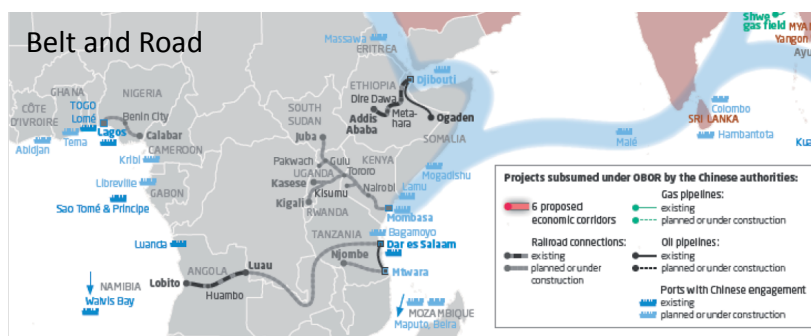 Belt and Road
Massawa
ERITREA
Shwe
gas field
MYA
Yangon
Ayu
GHANA
NIGERIA
CÔTE
D'IVOIRE
TOGO
Lomé
Benin City
Lagos
Calabar
Abidjan
Tema
CAMEROON
Kribi
Libreville
GABON
Sao Tomé & Principe
ETHIOPIA
Djibouti
Dire Dawa
Addis
Ababa
Meta-
hara
Ogaden
SOUTH
SUDAN
SOMALIA
Juba
Pakwach
Gulu
KENYA
UGANDA
Tororo
Kasese
Kisumu
Nairobi
Lamu
Mogadishu
Kigali
RWANDA
Mombasa
Bagamoyo
TANZANIA
Dar es Salaam
Njombe
Mtwara
Luanda
ANGOLA
Luau
Lobito
Huambo
NAMIBIA
Walvis Bay
MOZAMBIQUE
Maputo, Beira
Colombo
SRI LANKA
Hambantota
Malé
Kua
Projects subsumed under OBOR by the Chinese authorities:
6 proposed
economic corridors
Railroad connections:
existing
planned or under
construction
Gas pipelines:
existing
planned or under construction
Oil pipelines:
existing
planned or under construction
Ports with Chinese engagement
existing
planned or under construction